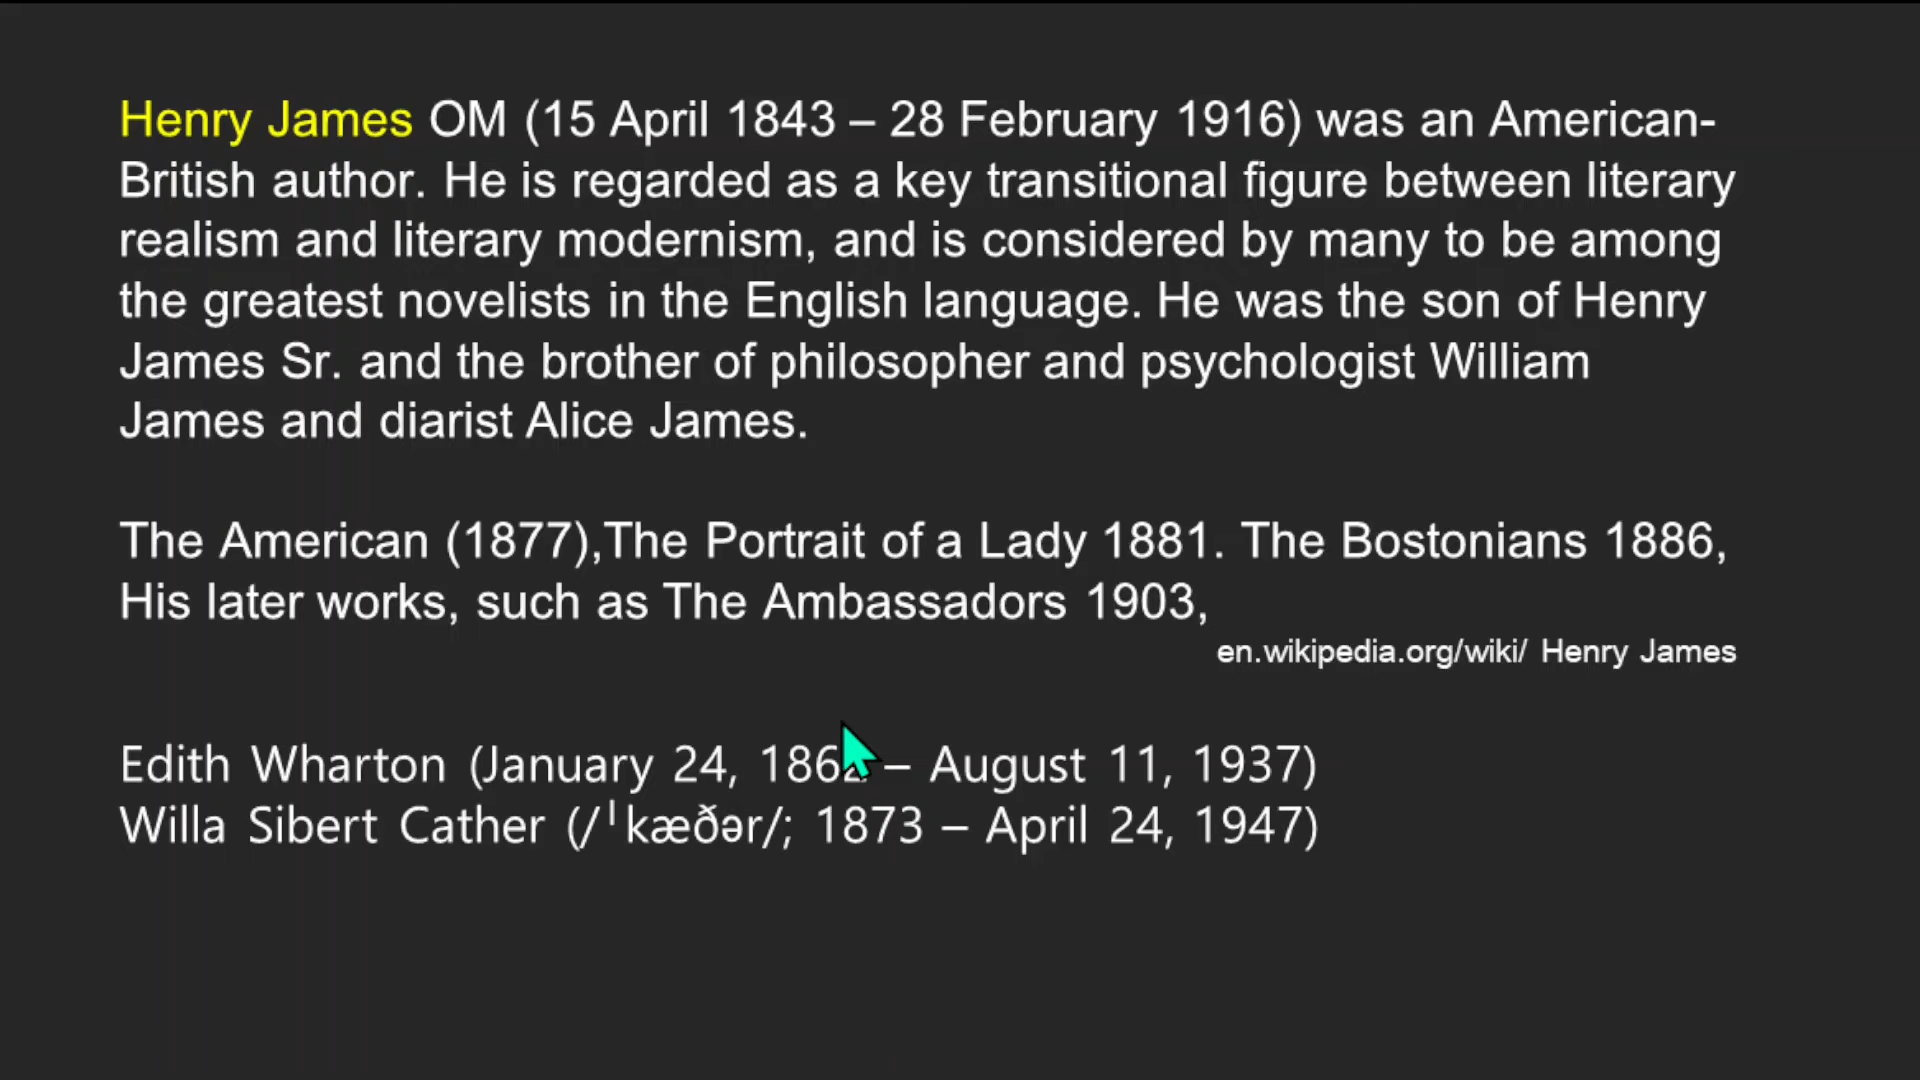 Henry James OM (15 April 1843 – 28 February 1916) was an American-
British author. He is regarded as a key transitional figure between literary
realism and literary modernism, and is considered by many to be among
the greatest novelists in the English language. He was the son of Henry
James Sr. and the brother of philosopher and psychologist William
James and diarist Alice James.
The American (1877),The Portrait of a Lady 1881. The Bostonians 1886,
His later works, such as The Ambassadors 1903,
en.wikipedia.org/wiki/ Henry James
Edith Wharton (January 24, 1862 – August 11, 1937)
Willa Sibert Cather (/ˈkæðər/; 1873 – April 24, 1947)